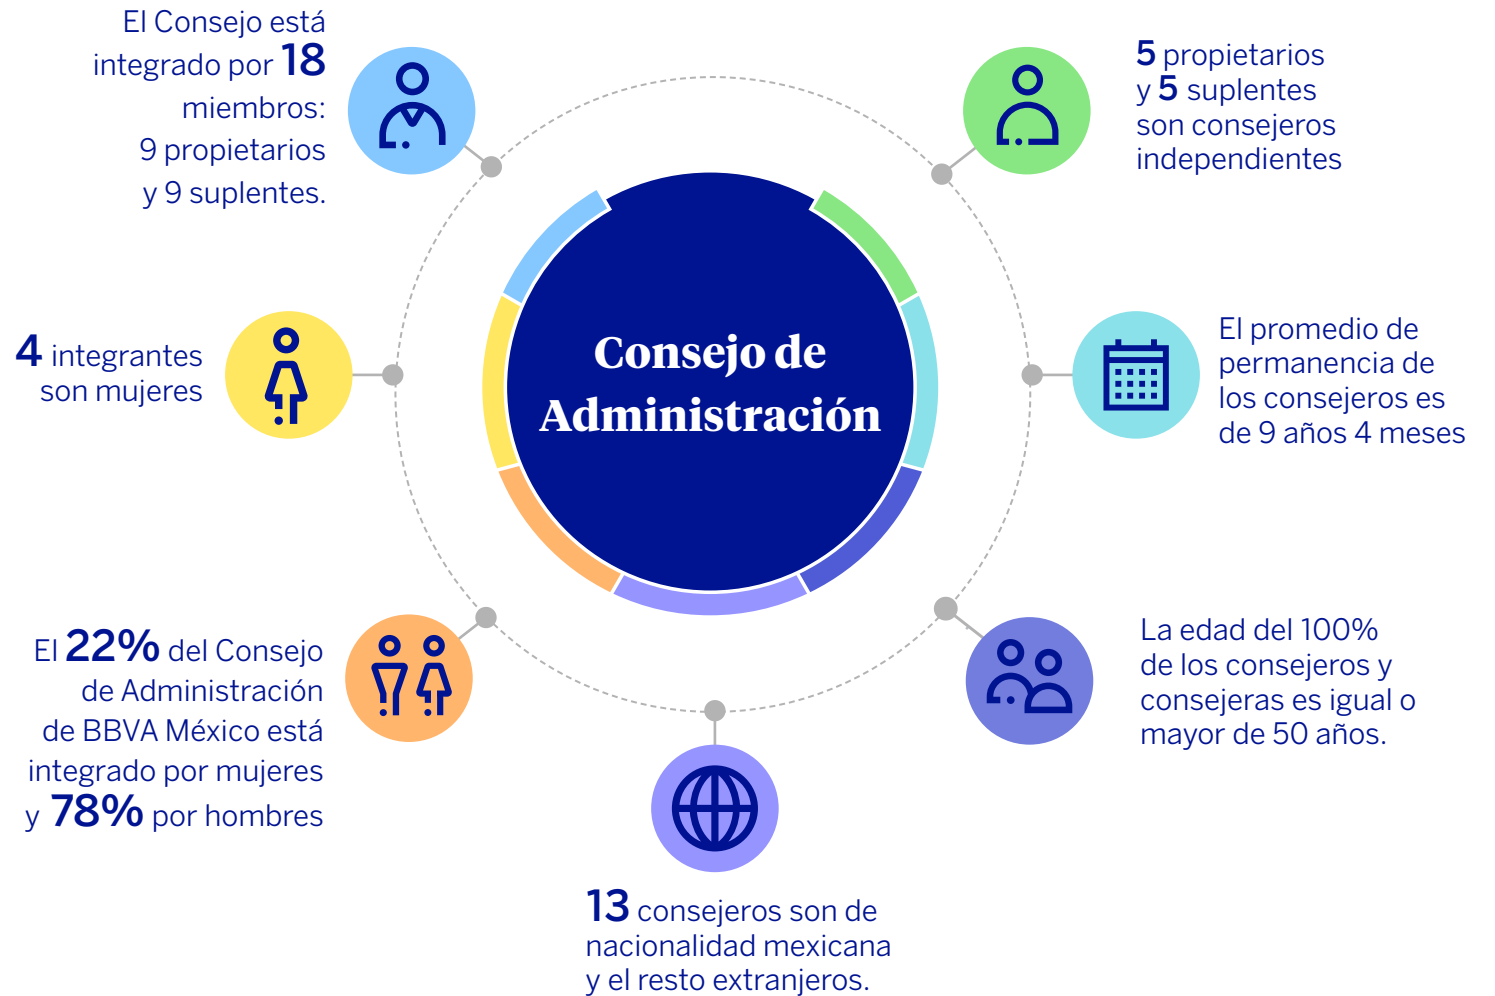 El Consejo está
integrado por 18
miembros:
9 propietarios
y 9 suplentes.
5 propietarios
y 5 suplentes
son consejeros
independientes
4 integrantes
son mujeres
Consejo de
Administración
El promedio de
permanencia de
los consejeros es
de 9 años 4 meses
El 22% del Consejo
de Administración
de BBVA México está
integrado por mujeres
y 78% por hombres
La edad del 100%
de los consejeros y
consejeras es igual o
mayor de 50 años.
13 consejeros son de
nacionalidad mexicana
y el resto extranjeros.